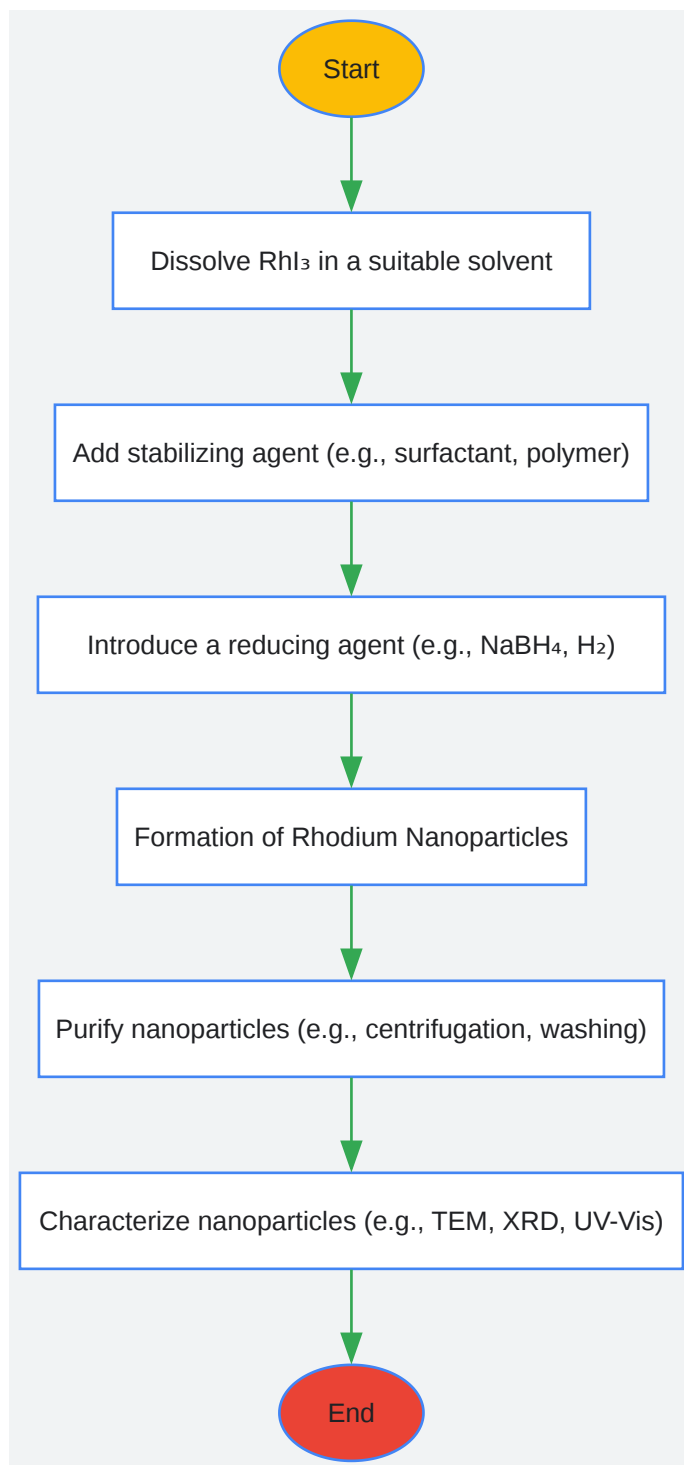 Start
Dissolve RhI₃ in a suitable solvent
Add stabilizing agent (e.g., surfactant, polymer)
Introduce a reducing agent (e.g., NaBH₄, H₂)
Formation of Rhodium Nanoparticles
Purify nanoparticles (e.g., centrifugation, washing)
Characterize nanoparticles (e.g., TEM, XRD, UV-Vis)
End